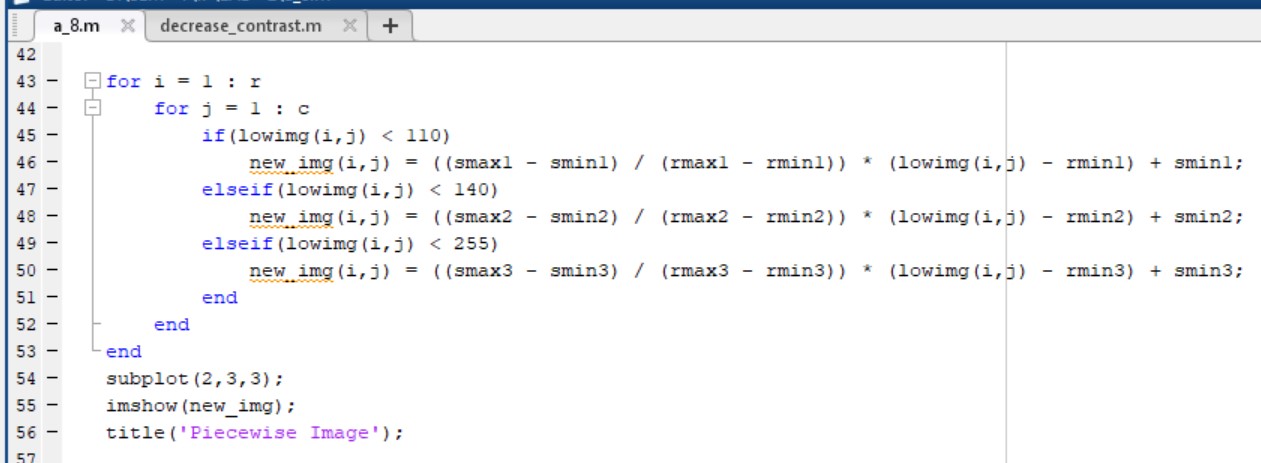 a_8.m × decrease_contrast.m × +
42
43 − for i = 1 : r
44 − for j = 1 : c
45 − if(lowimg(i,j) < 110)
46 − new_img(i,j) = ((smax1 - smin1) / (rmax1 - rmin1)) * (lowimg(i,j) - rmin1) + smin1;
47 − elseif(lowimg(i,j) < 140)
48 − new_img(i,j) = ((smax2 - smin2) / (rmax2 - rmin2)) * (lowimg(i,j) - rmin2) + smin2;
49 − elseif(lowimg(i,j) < 255)
50 − new_img(i,j) = ((smax3 - smin3) / (rmax3 - rmin3)) * (lowimg(i,j) - rmin3) + smin3;
51 − end
52 − end
53 − end
54 − subplot(2,3,3);
55 − imshow(new_img);
56 − title('Piecewise Image');
57